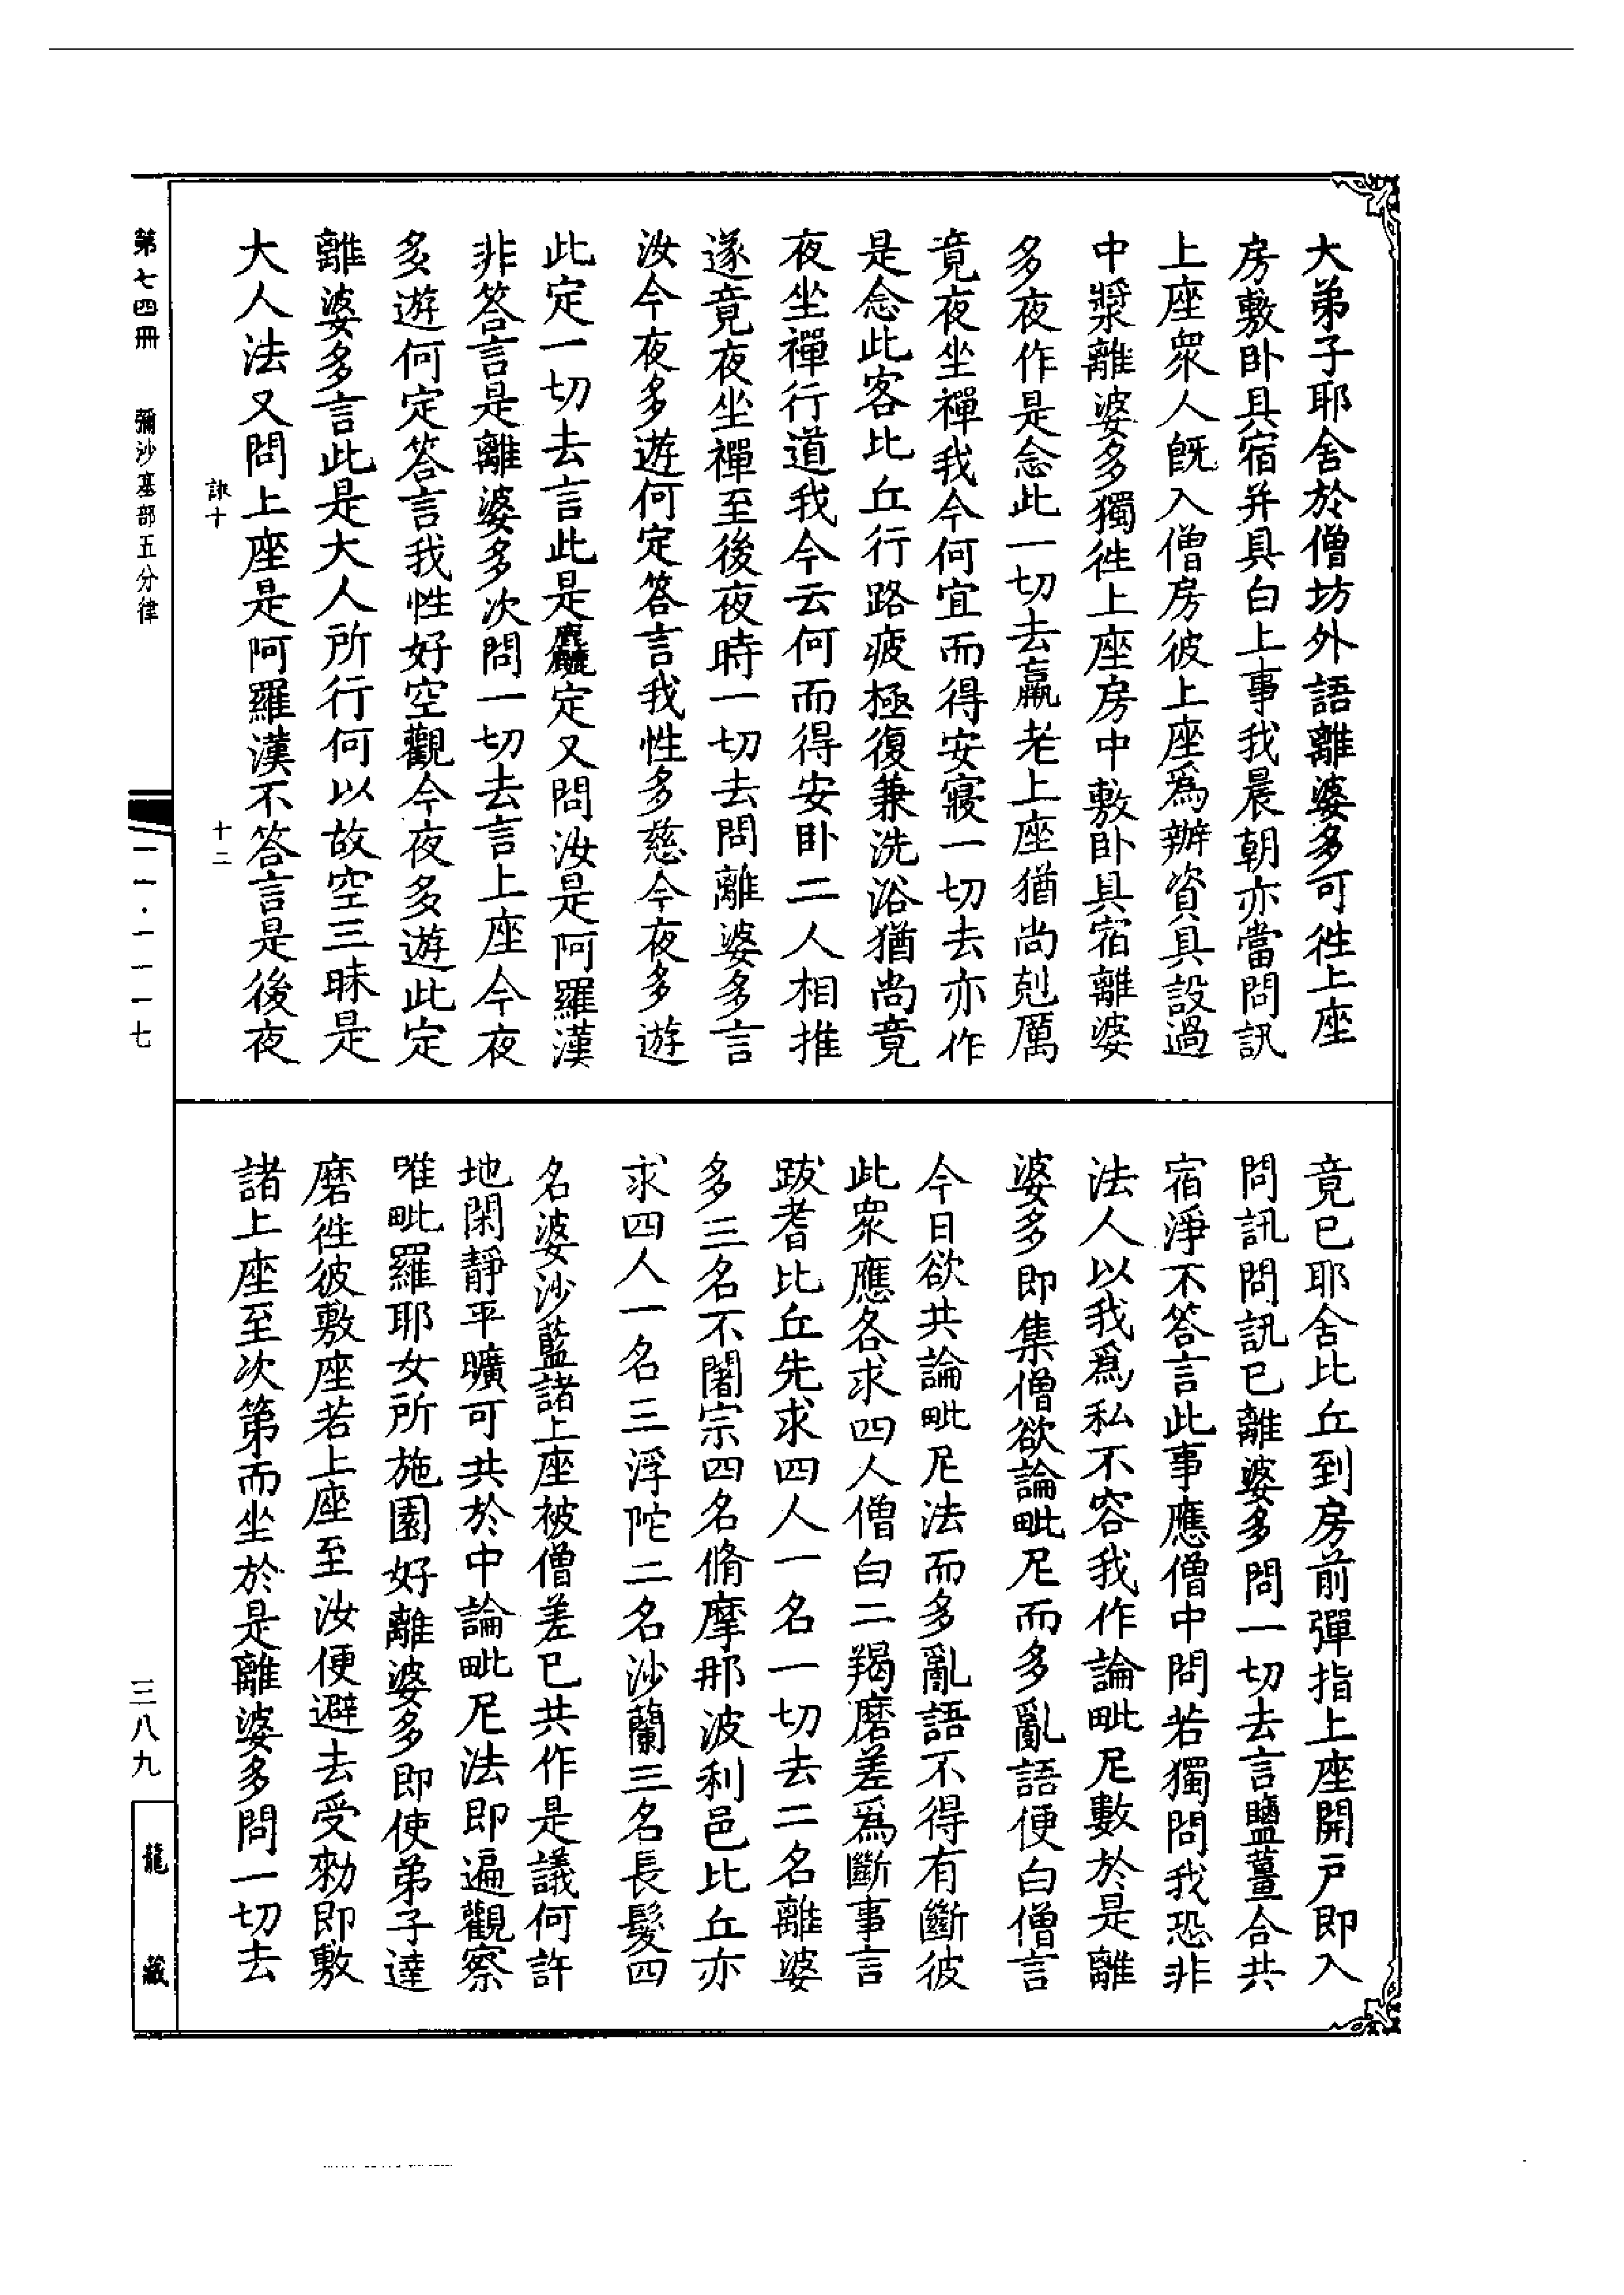 大弟子耶舍於僧坊外語離婆多可徃上座
房敷卧具宿并具白上事我晨朝亦當問訊
上座衆人旣入僧房彼上座爲辦資具設過
中漿離婆多獨徃上座房中敷卧具宿離婆
多夜作是念此一切去羸老上座猶尚剋厲
竟夜坐禪我今何宜而得安寢一切去亦作
是念此客比丘行路疲極復兼洗浴猶尚竟
夜坐禪行道我今云何而得安卧二人相推
遂竟夜坐禪至後夜時一切去問離婆多言
汝今夜多遊何定答言我性多慈今夜多遊
此定一切去言此是麤定又問汝是阿羅漢
非答言是離婆多次問一切去言上座今夜
多遊何定答言我性好空觀今夜多遊此定
離婆多言此是大人所行何以故空三昧是
大人法又問上座是阿羅漢不答言是後夜
竟已耶舍比丘到房前彈指上座開戸即入
問訊問訊已離婆多問一切去言鹽薑合共
宿淨不答言此事應僧中問若獨問我恐非
法人以我爲私不容我作論毗尼數於是離
婆多即集僧欲論毗尼而多亂語便白僧言
今日欲共論毗尼法而多亂語不得有斷彼
此衆應各求四人僧白二羯磨差爲斷事言
跋耆比丘先求四人一名一切去二名離婆
多三名不闍宗四名脩摩那波利邑比丘亦
求四人一名三浮陀二名沙蘭三名長髮四
名婆沙藍諸上座被僧差已共作是議何許
地閑靜平曠可共於中論毗尼法即遍觀察
唯毗羅耶女所施園好離婆多即使弟子達
磨徃彼敷座若上座至汝便避去受勑即敷
諸上座至次第而坐於是離婆多問一切去
第七四冊 彌沙塞部五分律
詠十 十二
一一·一一一七
三八九
龍藏